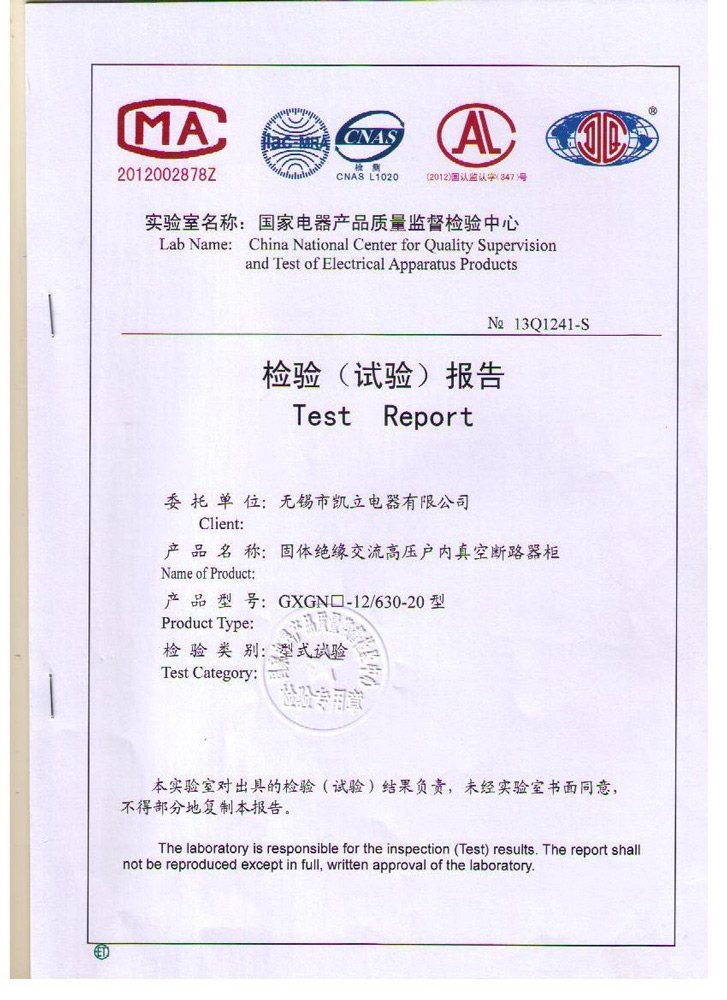 MA
2012002878Z
ilac-MRA
CNAS
检 测
CNAS L1020
AL
(2012)国认监认字(347)号
®
实验室名称：国家电器产品质量监督检验中心
Lab Name: China National Center for Quality Supervision
and Test of Electrical Apparatus Products
№ 13Q1241-S
检验（试验）报告
Test Report
委 托 单 位：无锡市凯立电器有限公司
Client:
产 品 名 称：固体绝缘交流高压户内真空断路器柜
Name of Product:
产 品 型 号：GXGN□-12/630-20 型
Product Type:
检 验 类 别：型式试验
Test Category:
检验专用章
本实验室对出具的检验（试验）结果负责，未经实验室书面同意，
不得部分地复制本报告。
The laboratory is responsible for the inspection (Test) results. The report shall
not be reproduced except in full, written approval of the laboratory.